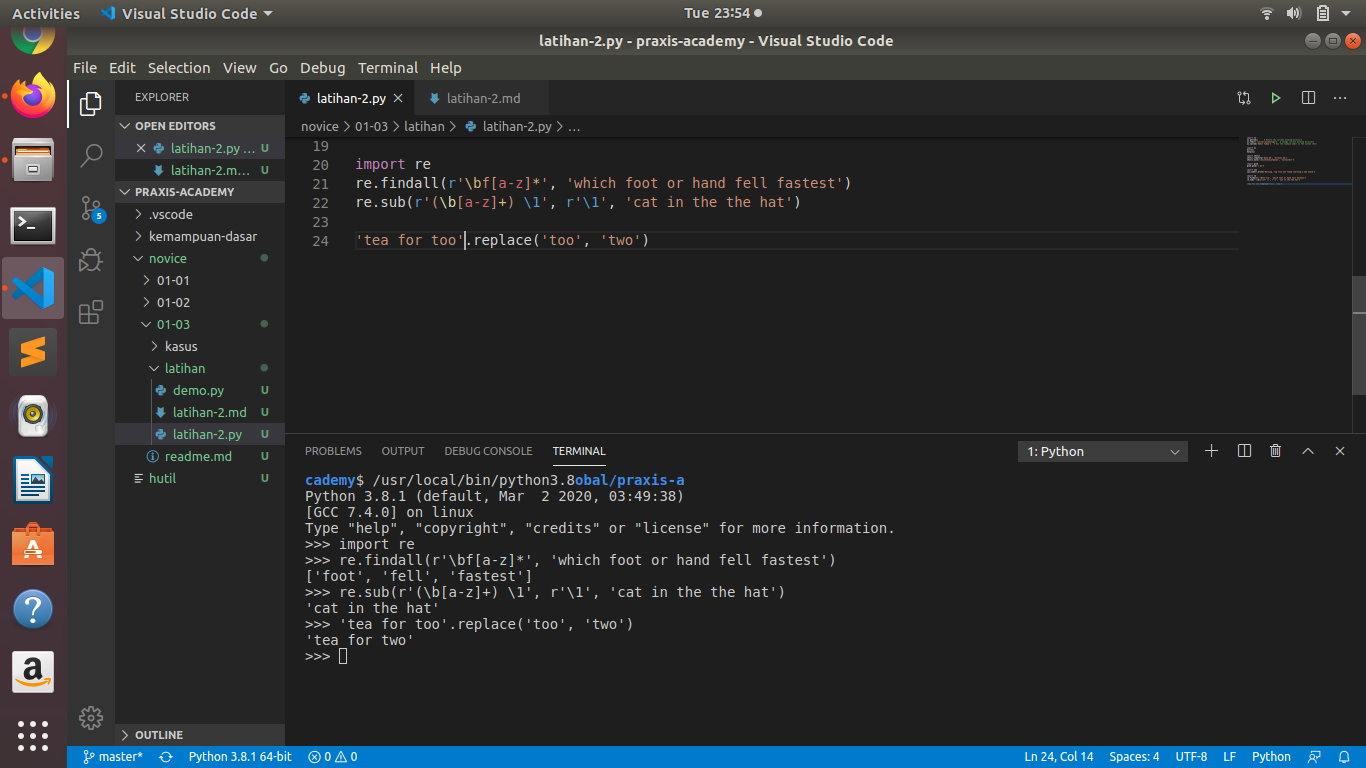 Activities Visual Studio Code Tue 23:54
latihan-2.py - praxis-academy - Visual Studio Code
File Edit Selection View Go Debug Terminal Help
EXPLORER
OPEN EDITORS
latihan-2.py ... U
latihan-2.m... U
PRAXIS-ACADEMY
.vscode
kemampuan-dasar
novice
01-01
01-02
01-03
kasus
latihan
demo.py U
latihan-2.md U
latihan-2.py U
readme.md U
hutil U
OUTLINE
5
latihan-2.py latihan-2.md
novice > 01-03 > latihan > latihan-2.py > ...
19
20 import re
21 re.findall(r'\bf[a-z]*', 'which foot or hand fell fastest')
22 re.sub(r'(\b[a-z]+) \1', r'\1', 'cat in the the hat')
23
24 'tea for too'.replace('too', 'two')
PROBLEMS OUTPUT DEBUG CONSOLE TERMINAL 1: Python
cademy$ /usr/local/bin/python3.8obal/praxis-a
Python 3.8.1 (default, Mar  2 2020, 03:49:38)
[GCC 7.4.0] on linux
Type "help", "copyright", "credits" or "license" for more information.
>>> import re
>>> re.findall(r'\bf[a-z]*', 'which foot or hand fell fastest')
['foot', 'fell', 'fastest']
>>> re.sub(r'(\b[a-z]+) \1', r'\1', 'cat in the the hat')
'cat in the hat'
>>> 'tea for too'.replace('too', 'two')
'tea for two'
>>>
master* Python 3.8.1 64-bit 0 0 Ln 24, Col 14 Spaces: 4 UTF-8 LF Python